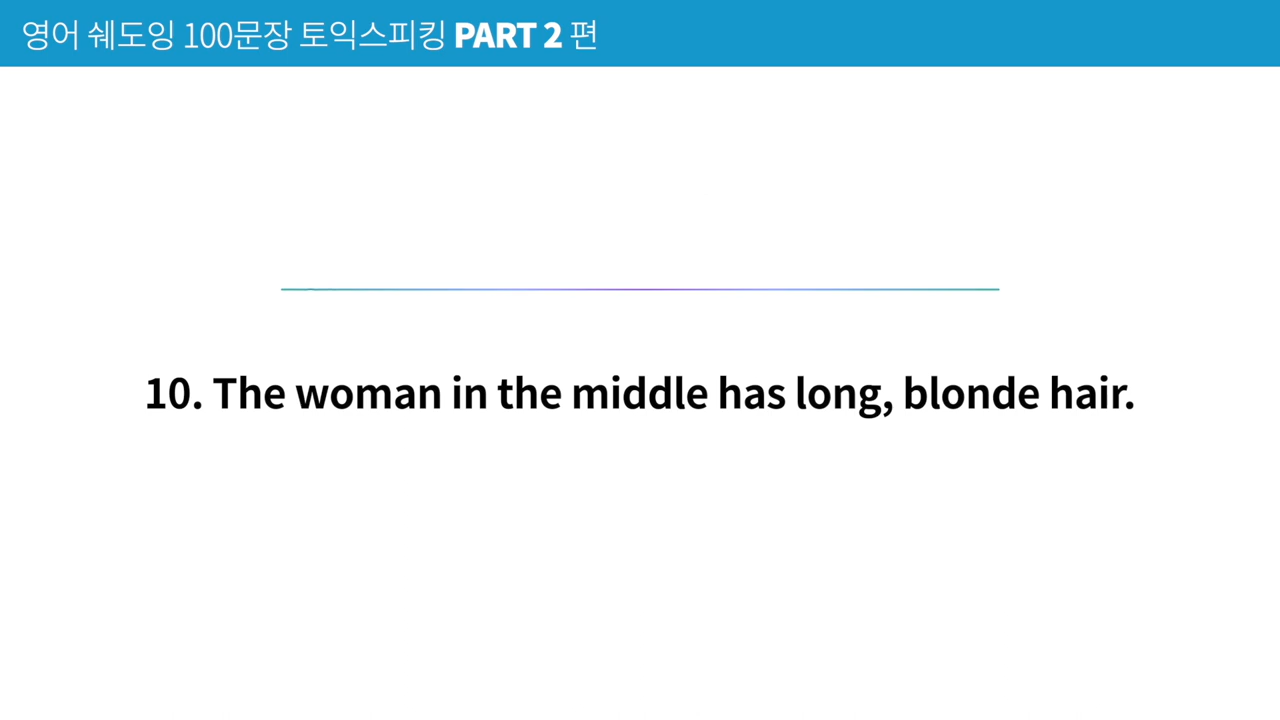 영어 쉐도잉 100문장 토익스피킹 PART 2 편
10. The woman in the middle has long, blonde hair.